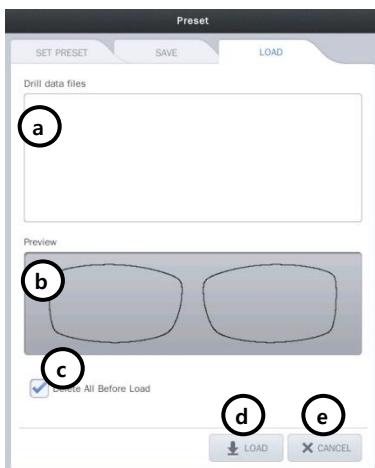 Preset
SET PRESET SAVE LOAD
Drill data files
a
Preview
b
c
Delete All Before Load
d e
LOAD CANCEL